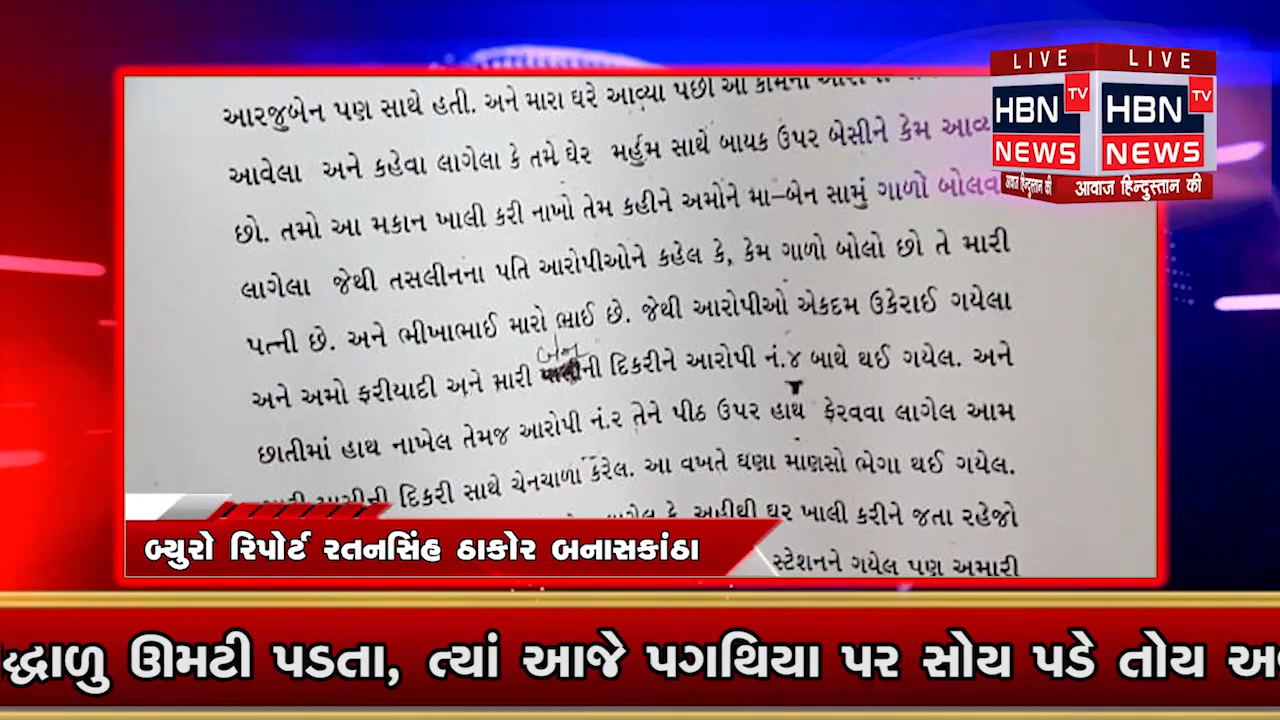 આરજુબેન પણ સાથે હતી. અને મારા ઘરે આવ્યા પછી આ કામના
આવેલા અને કહેવા લાગેલા કે તમે ઘેર મર્હુમ સાથે બાયક ઉપર બેસીને કેમ
છો. તમો આ મકાન ખાલી કરી નાખો તેમ કહીને અમોને મા-બેન સામું ગાળો
લાગેલા જેથી તસલીનના પતિ આરોપીઓને કહેલ કે, કેમ ગાળો બોલો છો તે મારી
પત્ની છે. અને ભીખાભાઈ મારો ભાઈ છે. જેથી આરોપીઓ એકદમ ઉકેરાઈ ગયેલા
બેન
અને અમો ફરીયાદી અને મારી ની દિકરીને આરોપી નં.૪ બાથે થઈ ગયેલ. અને
છાતીમાં હાથ નાખેલ તેમજ આરોપી નં.ર તેને પીઠ ઉપર હાથ ફેરવવા લાગેલ આમ
દિકરી સાથે ચેનચાળા કરેલ. આ વખતે ઘણા માણસો ભેગા થઈ ગયેલ.
કે, અહીથી ઘર ખાલી કરીને જતા રહેજો
સ્ટેશનને ગયેલ પણ અમારી
LIVE LIVE
HBN TV HBN TV
NEWS NEWS
आवाज हिन्दुस्तान की आवाज हिन्दुस्तान की
બ્યુરો રિપોર્ટ રતનસિંહ ઠાકોર બનાસકાંઠા
ઊમટી પડતા, ત્યાં આજે પગથિયા પર સોય પડે તોય